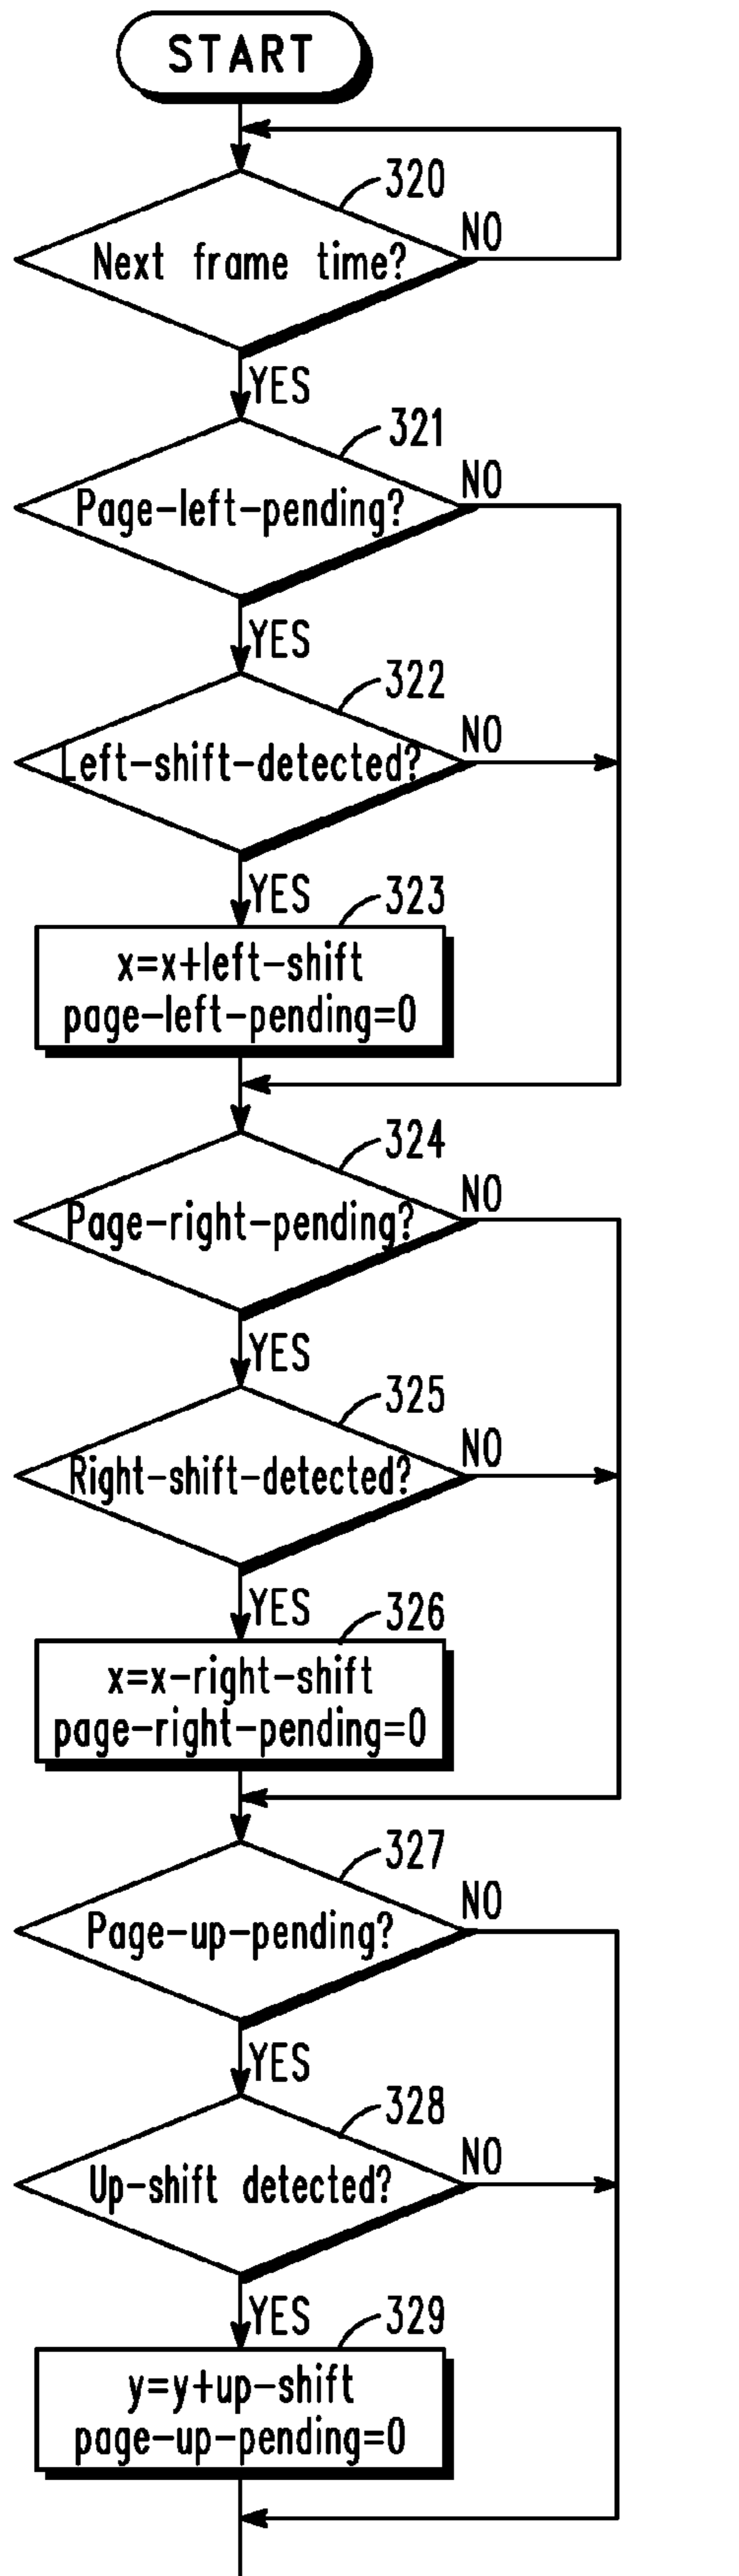 START
320
NO
Next frame time?
YES
321
NO
Page-left-pending?
YES
322
NO
Left-shift-detected?
YES
323
x=x+left-shift
page-left-pending=0
324
NO
Page-right-pending?
YES
325
NO
Right-shift-detected?
YES
326
x=x-right-shift
page-right-pending=0
327
NO
Page-up-pending?
YES
328
NO
Up-shift detected?
YES
329
y=y+up-shift
page-up-pending=0